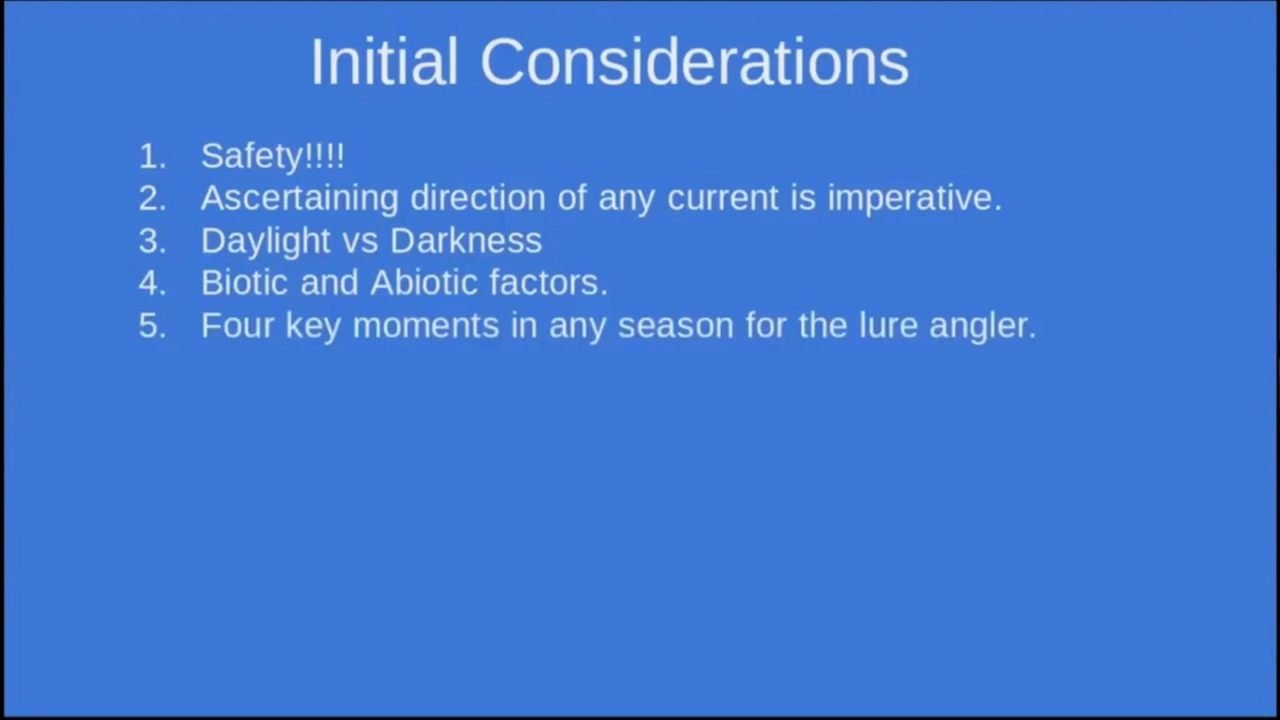 Initial Considerations
1. Safety!!!!
2. Ascertaining direction of any current is imperative.
3. Daylight vs Darkness
4. Biotic and Abiotic factors.
5. Four key moments in any season for the lure angler.